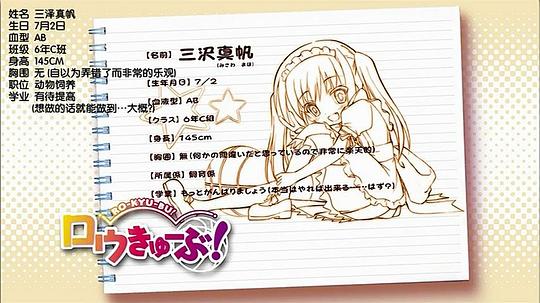 姓名 三泽真帆
生日 7月2日
血型 AB
班级 6年C班
身高 145CM
胸围 无(自以为弄错了而非常的乐观)
职位 动物饲养
学业 有待提高
(想做的话就能做到…大概?)
【名前】 三沢真帆
(みさわ まほ)
【生年月日】 7/2
【血液型】 AB
【クラス】 6年C組
【身長】 145cm
【胸囲】 無(何かの間違いだと思っているので非常に楽天的)
【所属係】 飼育係
【学業】 もっとがんばりましょう(本当はやれば出来る……はず?)
RO-KYU-BU!
ロウきゅーぶ!